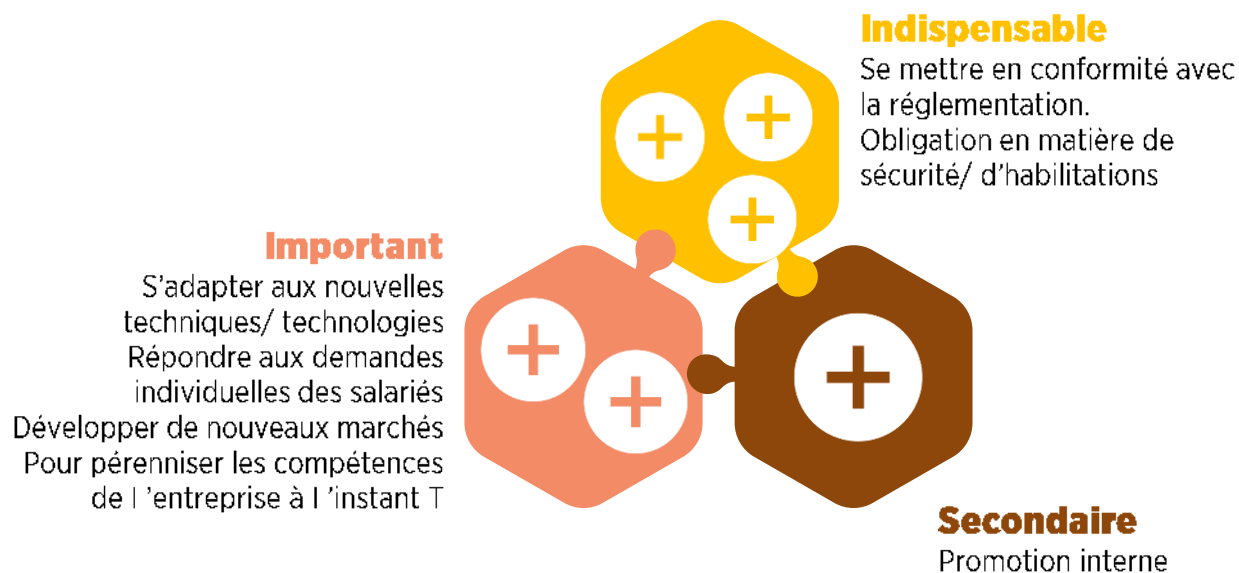 Indispensable
Se mettre en conformité avec
la réglementation.
Obligation en matière de
sécurité/ d'habilitations
Important
S'adapter aux nouvelles
techniques/ technologies
Répondre aux demandes
individuelles des salariés
Développer de nouveaux marchés
Pour pérenniser les compétences
de l 'entreprise à l 'instant T
Secondaire
Promotion interne